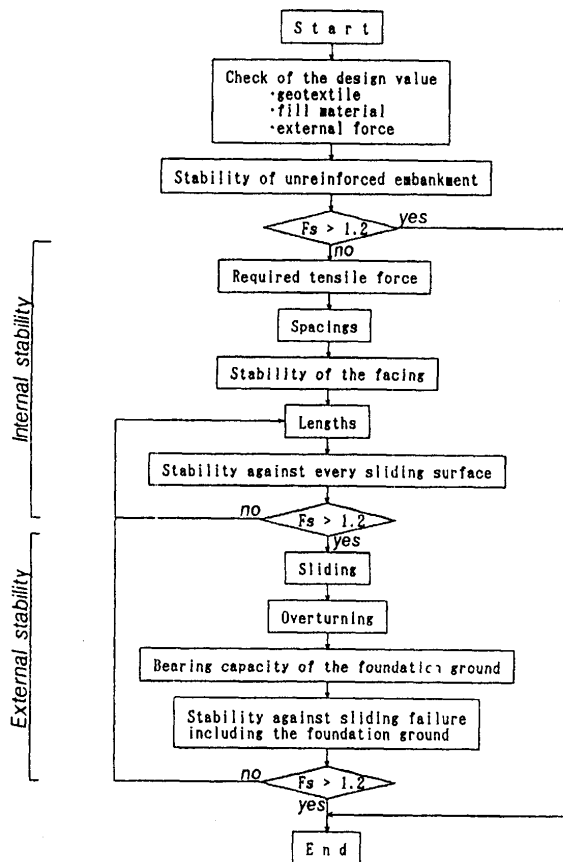 Start
Check of the design value
・geotextile
・fill material
・external force
Stability of unreinforced embankment
Fs > 1.2
yes
no
Required tensile force
Spacings
Stability of the facing
Internal stability
Lengths
Stability against every sliding surface
no
Fs > 1.2
yes
Sliding
Overturning
Bearing capacity of the foundation ground
External stability
Stability against sliding failure
including the foundation ground
no
Fs > 1.2
yes
End